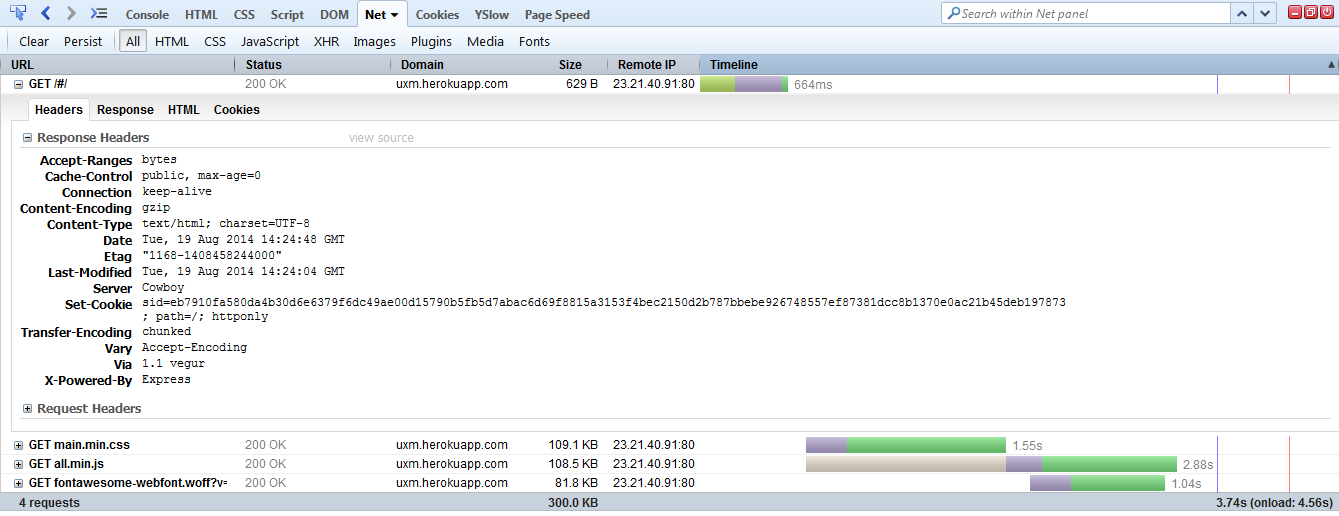 Console HTML CSS Script DOM Net Cookies YSlow Page Speed Search within Net panel
Clear Persist All HTML CSS JavaScript XHR Images Plugins Media Fonts
URL Status Domain Size Remote IP Timeline
GET /#/ 200 OK uxm.herokuapp.com 629 B 23.21.40.91:80 664ms
Headers Response HTML Cookies
Response Headers view source
Accept-Ranges bytes
Cache-Control public, max-age=0
Connection keep-alive
Content-Encoding gzip
Content-Type text/html; charset=UTF-8
Date Tue, 19 Aug 2014 14:24:48 GMT
Etag "1168-1408458244000"
Last-Modified Tue, 19 Aug 2014 14:24:04 GMT
Server Cowboy
Set-Cookie sid=eb7910fa580da4b30d6e6379f6dc49ae00d15790b5fb5d7abac6d69f8815a3153f4bec2150d2b787bbebe926748557ef87381dcc8b1370e0ac21b45deb197873
; path=/; httponly
Transfer-Encoding chunked
Vary Accept-Encoding
Via 1.1 vegur
X-Powered-By Express
Request Headers
GET main.min.css 200 OK uxm.herokuapp.com 109.1 KB 23.21.40.91:80 1.55s
GET all.min.js 200 OK uxm.herokuapp.com 108.5 KB 23.21.40.91:80 2.88s
GET fontawesome-webfont.woff?v= 200 OK uxm.herokuapp.com 81.8 KB 23.21.40.91:80 1.04s
4 requests 300.0 KB 3.74s (onload: 4.56s)